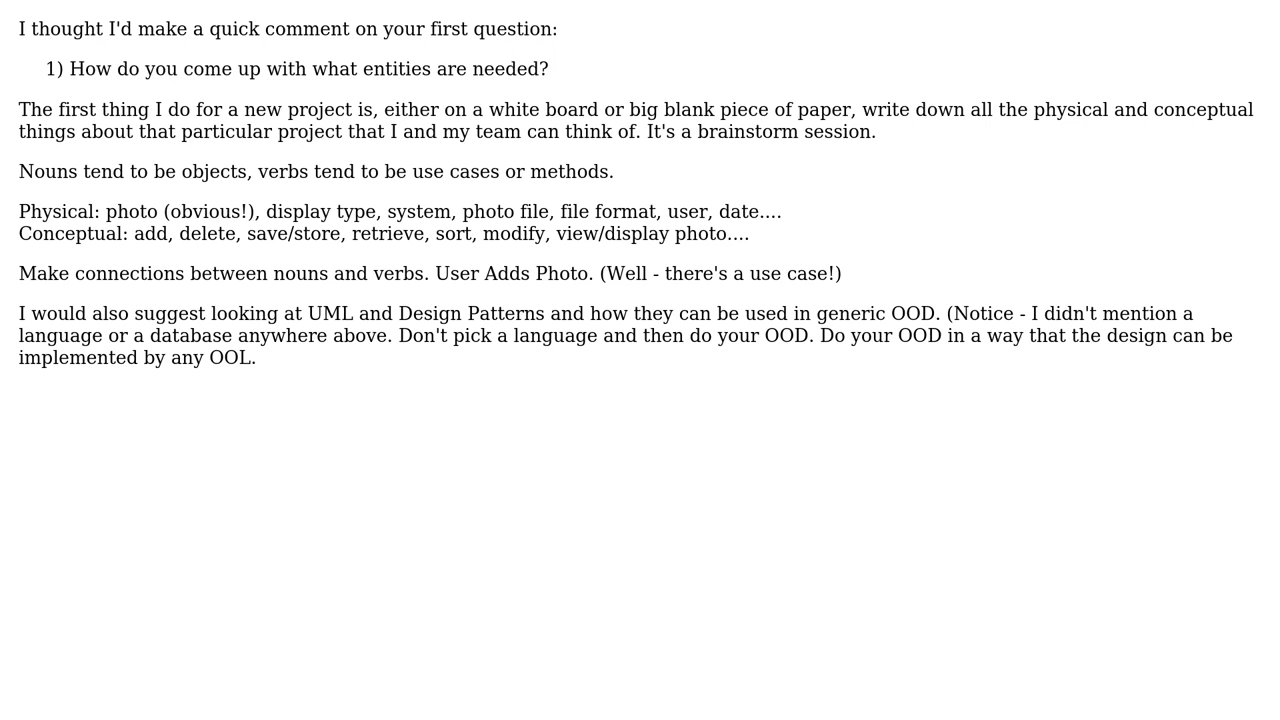 I thought I'd make a quick comment on your first question:
1) How do you come up with what entities are needed?
The first thing I do for a new project is, either on a white board or big blank piece of paper, write down all the physical and conceptual
things about that particular project that I and my team can think of. It's a brainstorm session.
Nouns tend to be objects, verbs tend to be use cases or methods.
Physical: photo (obvious!), display type, system, photo file, file format, user, date....
Conceptual: add, delete, save/store, retrieve, sort, modify, view/display photo....
Make connections between nouns and verbs. User Adds Photo. (Well - there's a use case!)
I would also suggest looking at UML and Design Patterns and how they can be used in generic OOD. (Notice - I didn't mention a
language or a database anywhere above. Don't pick a language and then do your OOD. Do your OOD in a way that the design can be
implemented by any OOL.